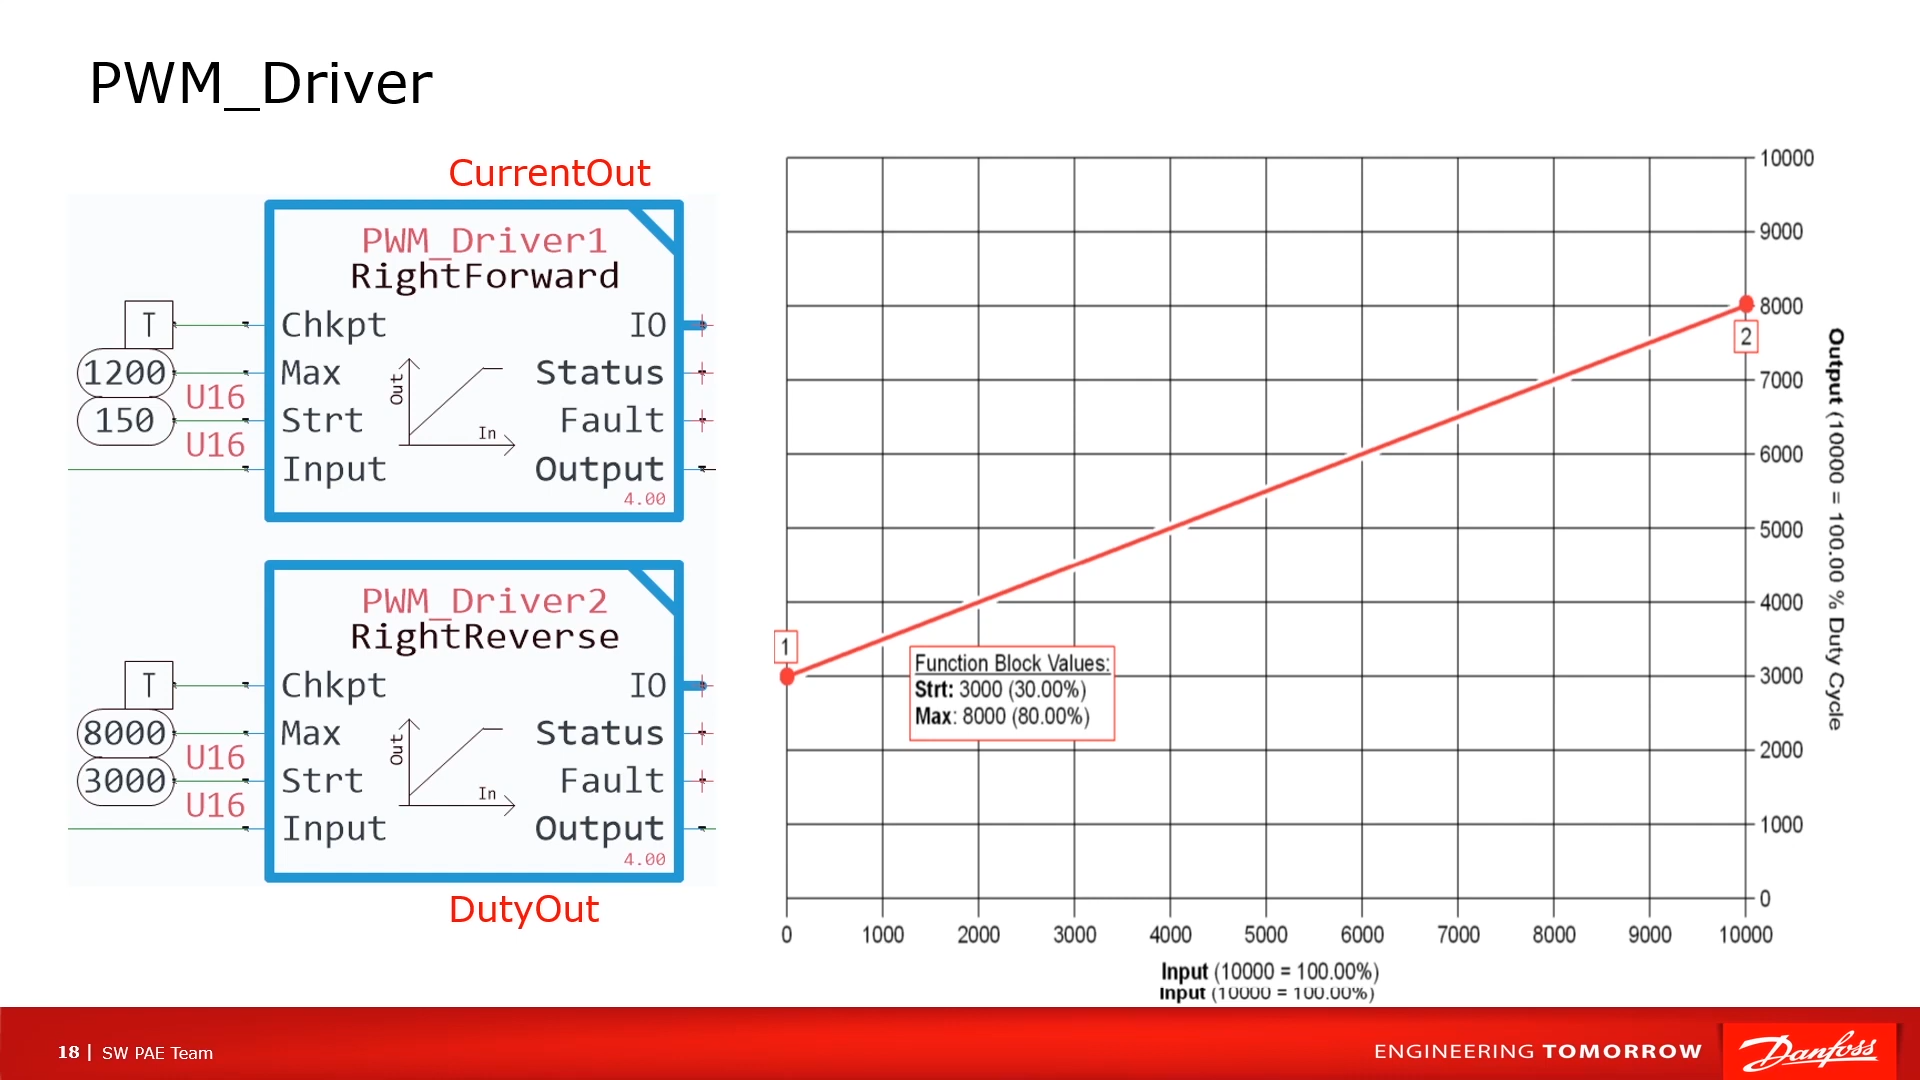 PWM_Driver
CurrentOut
PWM_Driver1
RightForward
T
Chkpt
IO
1200
U16
Max
Status
150
U16
Strt
Fault
Out
In
Input
Output
4.00
PWM_Driver2
RightReverse
T
Chkpt
IO
8000
U16
Max
Status
3000
U16
Strt
Fault
Out
In
Input
Output
4.00
DutyOut
10000
9000
8000
7000
6000
5000
4000
3000
2000
1000
0
Output (10000 = 100.00 % Duty Cycle
1
2
Function Block Values:
Strt: 3000 (30.00%)
Max: 8000 (80.00%)
0 1000 2000 3000 4000 5000 6000 7000 8000 9000 10000
Input (10000 = 100.00%)
Input (10000 = 100.00%)
18 | SW PAE Team
ENGINEERING TOMORROW
Danfoss